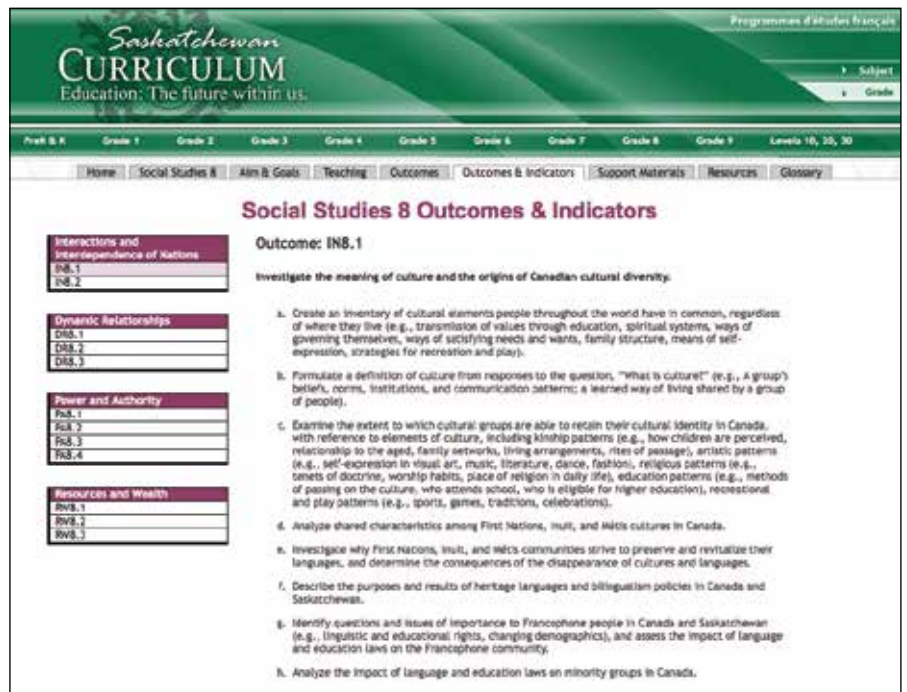 Programmes d'études français
Saskatchewan
CURRICULUM
Education: The future within us.
Subject
Grade
PreK & K Grade 1 Grade 2 Grade 3 Grade 4 Grade 5 Grade 6 Grade 7 Grade 8 Grade 9 Levels 10, 20, 30
Home Social Studies 8 Aim & Goals Teaching Outcomes Outcomes & Indicators Support Materials Resources Glossary
Social Studies 8 Outcomes & Indicators
Interactions and
Interdependence of Nations
IN8.1
IN8.2
Dynamic Relationships
DR8.1
DR8.2
DR8.3
Power and Authority
PA8.1
PA8.2
PA8.3
PA8.4
Resources and Wealth
RW8.1
RW8.2
RW8.3
Outcome: IN8.1
Investigate the meaning of culture and the origins of Canadian cultural diversity.
a. Create an inventory of cultural elements people throughout the world have in common, regardless
of where they live (e.g., transmission of values through education, spiritual systems, ways of
governing themselves, ways of satisfying needs and wants, family structure, means of self-
expression, strategies for recreation and play).
b. Formulate a definition of culture from responses to the question, "What is culture?" (e.g., A group's
beliefs, norms, institutions, and communication patterns; a learned way of living shared by a group
of people).
c. Examine the extent to which cultural groups are able to retain their cultural identity in Canada,
with reference to elements of culture, including kinship patterns (e.g., how children are perceived,
relationship to the aged, family networks, living arrangements, rites of passage), artistic patterns
(e.g., self-expression in visual art, music, literature, dance, fashion), religious patterns (e.g.,
tenets of doctrine, worship habits, place of religion in daily life), education patterns (e.g., methods
of passing on the culture, who attends school, who is eligible for higher education), recreational
and play patterns (e.g., sports, games, traditions, celebrations).
d. Analyze shared characteristics among First Nations, Inuit, and Métis cultures in Canada.
e. Investigate why First Nations, Inuit, and Métis communities strive to preserve and revitalize their
languages, and determine the consequences of the disappearance of cultures and languages.
f. Describe the purposes and results of heritage languages and bilingualism policies in Canada and
Saskatchewan.
g. Identify questions and issues of importance to Francophone people in Canada and Saskatchewan
(e.g., linguistic and educational rights, changing demographics), and assess the impact of language
and education laws on the Francophone community.
h. Analyze the impact of language and education laws on minority groups in Canada.